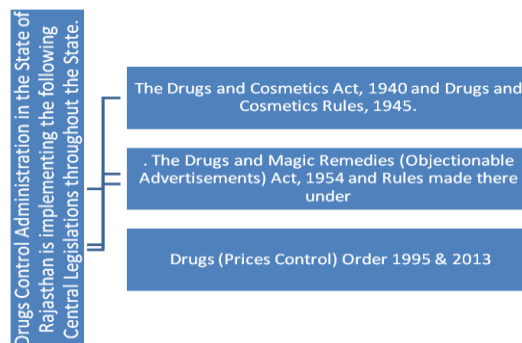 Drugs Control Administration in the State of
Rajasthan is implementing the following
Central Legislations throughout the State.
The Drugs and Cosmetics Act, 1940 and Drugs and
Cosmetics Rules, 1945.
. The Drugs and Magic Remedies (Objectionable
Advertisements) Act, 1954 and Rules made there
under
Drugs (Prices Control) Order 1995 & 2013